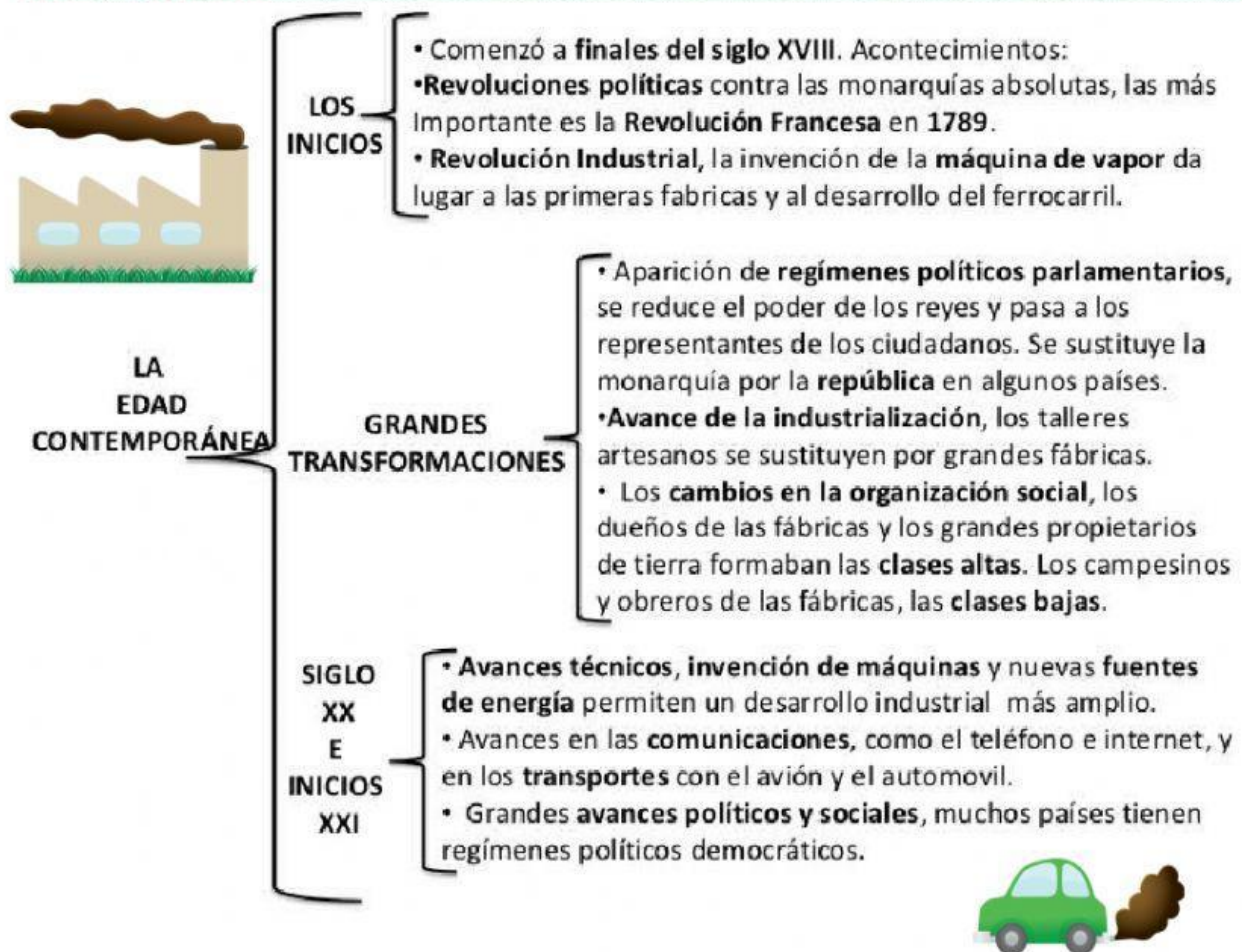 • Comenzó a finales del siglo XVIII. Acontecimientos:
•Revoluciones políticas contra las monarquías absolutas, las más
Importante es la Revolución Francesa en 1789.
• Revolución Industrial, la invención de la máquina de vapor da
lugar a las primeras fabricas y al desarrollo del ferrocarril.
LOS
INICIOS
• Aparición de regímenes políticos parlamentarios,
se reduce el poder de los reyes y pasa a los
representantes de los ciudadanos. Se sustituye la
monarquía por la república en algunos países.
•Avance de la industrialización, los talleres
artesanos se sustituyen por grandes fábricas.
• Los cambios en la organización social, los
dueños de las fábricas y los grandes propietarios
de tierra formaban las clases altas. Los campesinos
y obreros de las fábricas, las clases bajas.
LA
EDAD
CONTEMPORÁNEA
GRANDES
TRANSFORMACIONES
SIGLO
XX
E
INICIOS
XXI
• Avances técnicos, invención de máquinas y nuevas fuentes
de energía permiten un desarrollo industrial más amplio.
• Avances en las comunicaciones, como el teléfono e internet, y
en los transportes con el avión y el automovil.
• Grandes avances políticos y sociales, muchos países tienen
regímenes políticos democráticos.